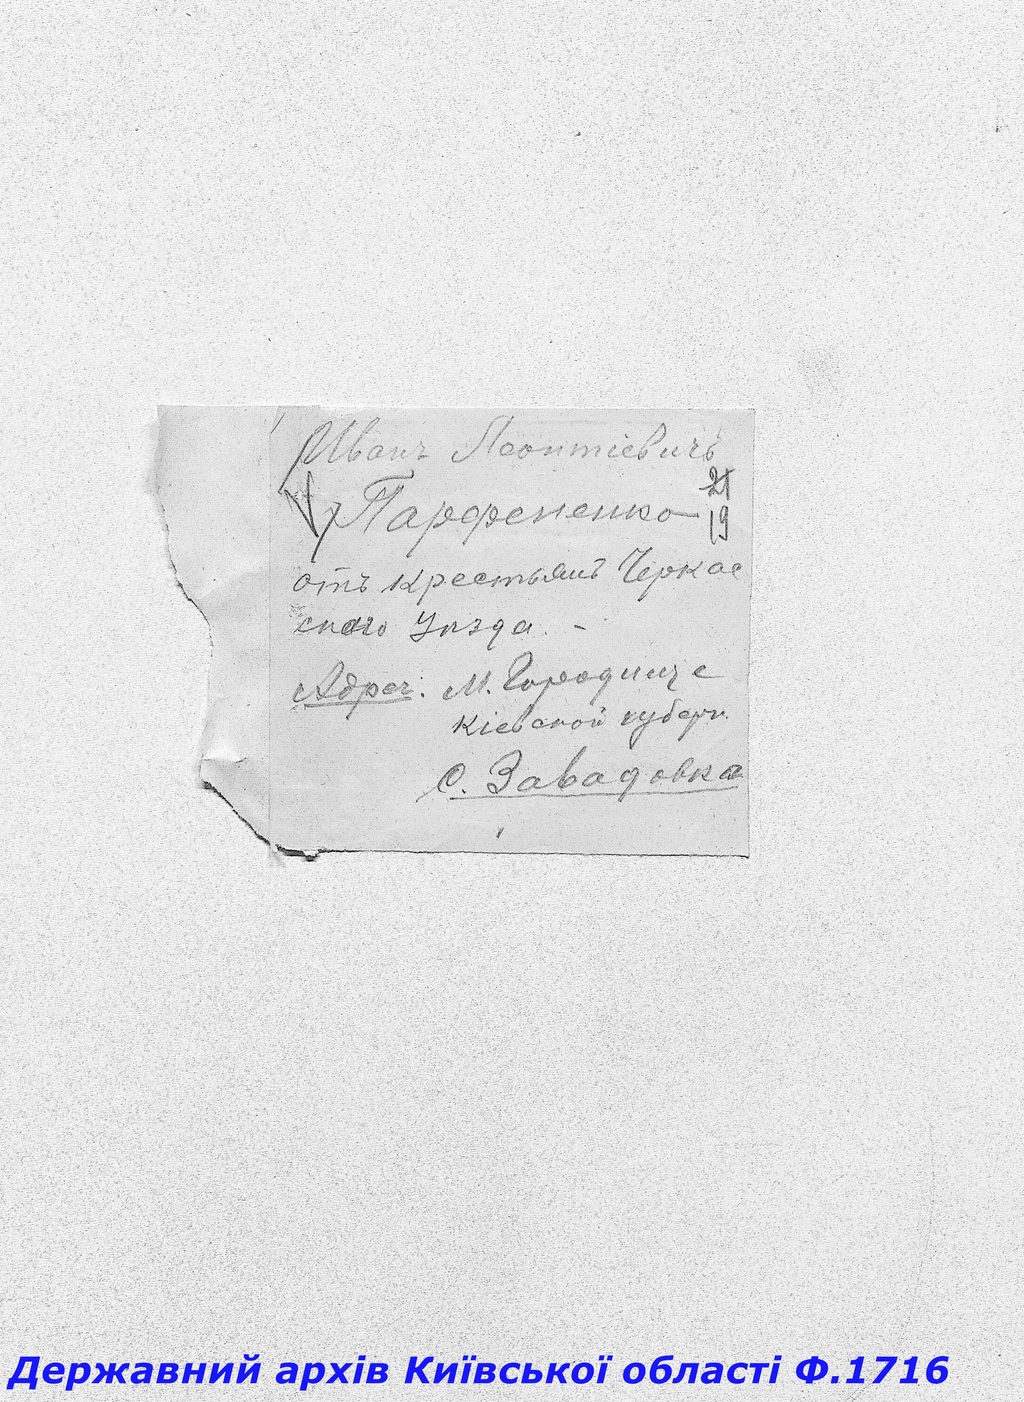 Иванъ Леонтіевичъ
21
Парфененко
19
отъ крестьянъ Черкас
скаго Уѣзда. –
Адрес: М. Городище
Кіевской губерн.
С. Завадовка
Державний архів Київської області Ф.1716